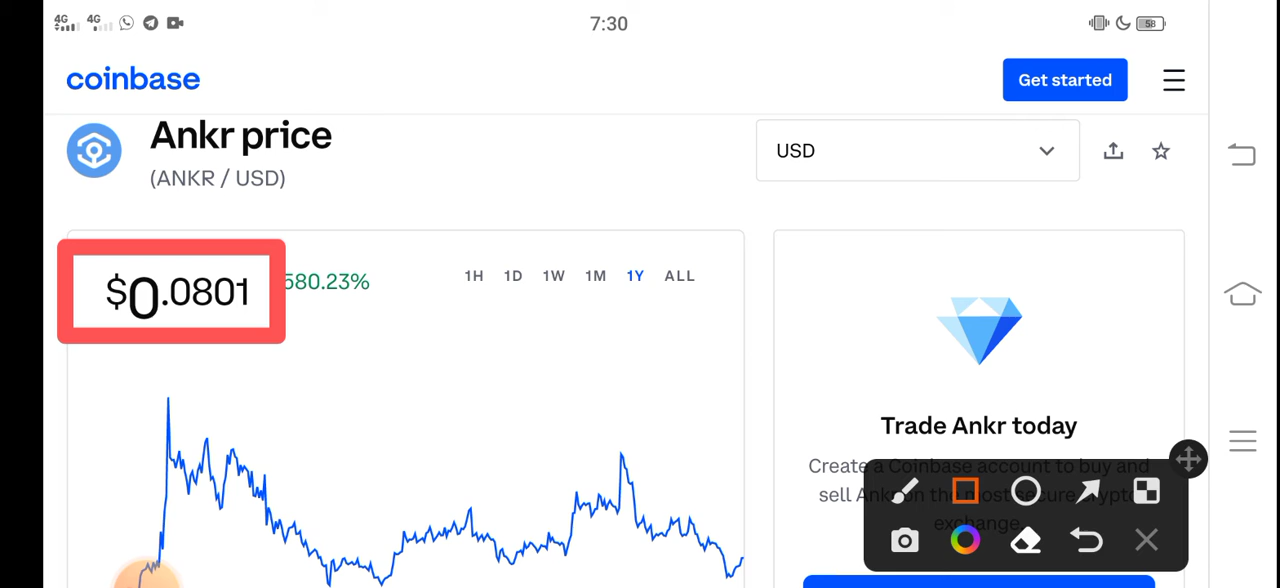 4G 4G 7:30 58
coinbase Get started
Ankr price
(ANKR / USD)
USD
$0.0801 580.23% 1H 1D 1W 1M 1Y ALL
Trade Ankr today
Create a Coinbase account to buy and
sell Ankr on the most secure crypto
exchange.